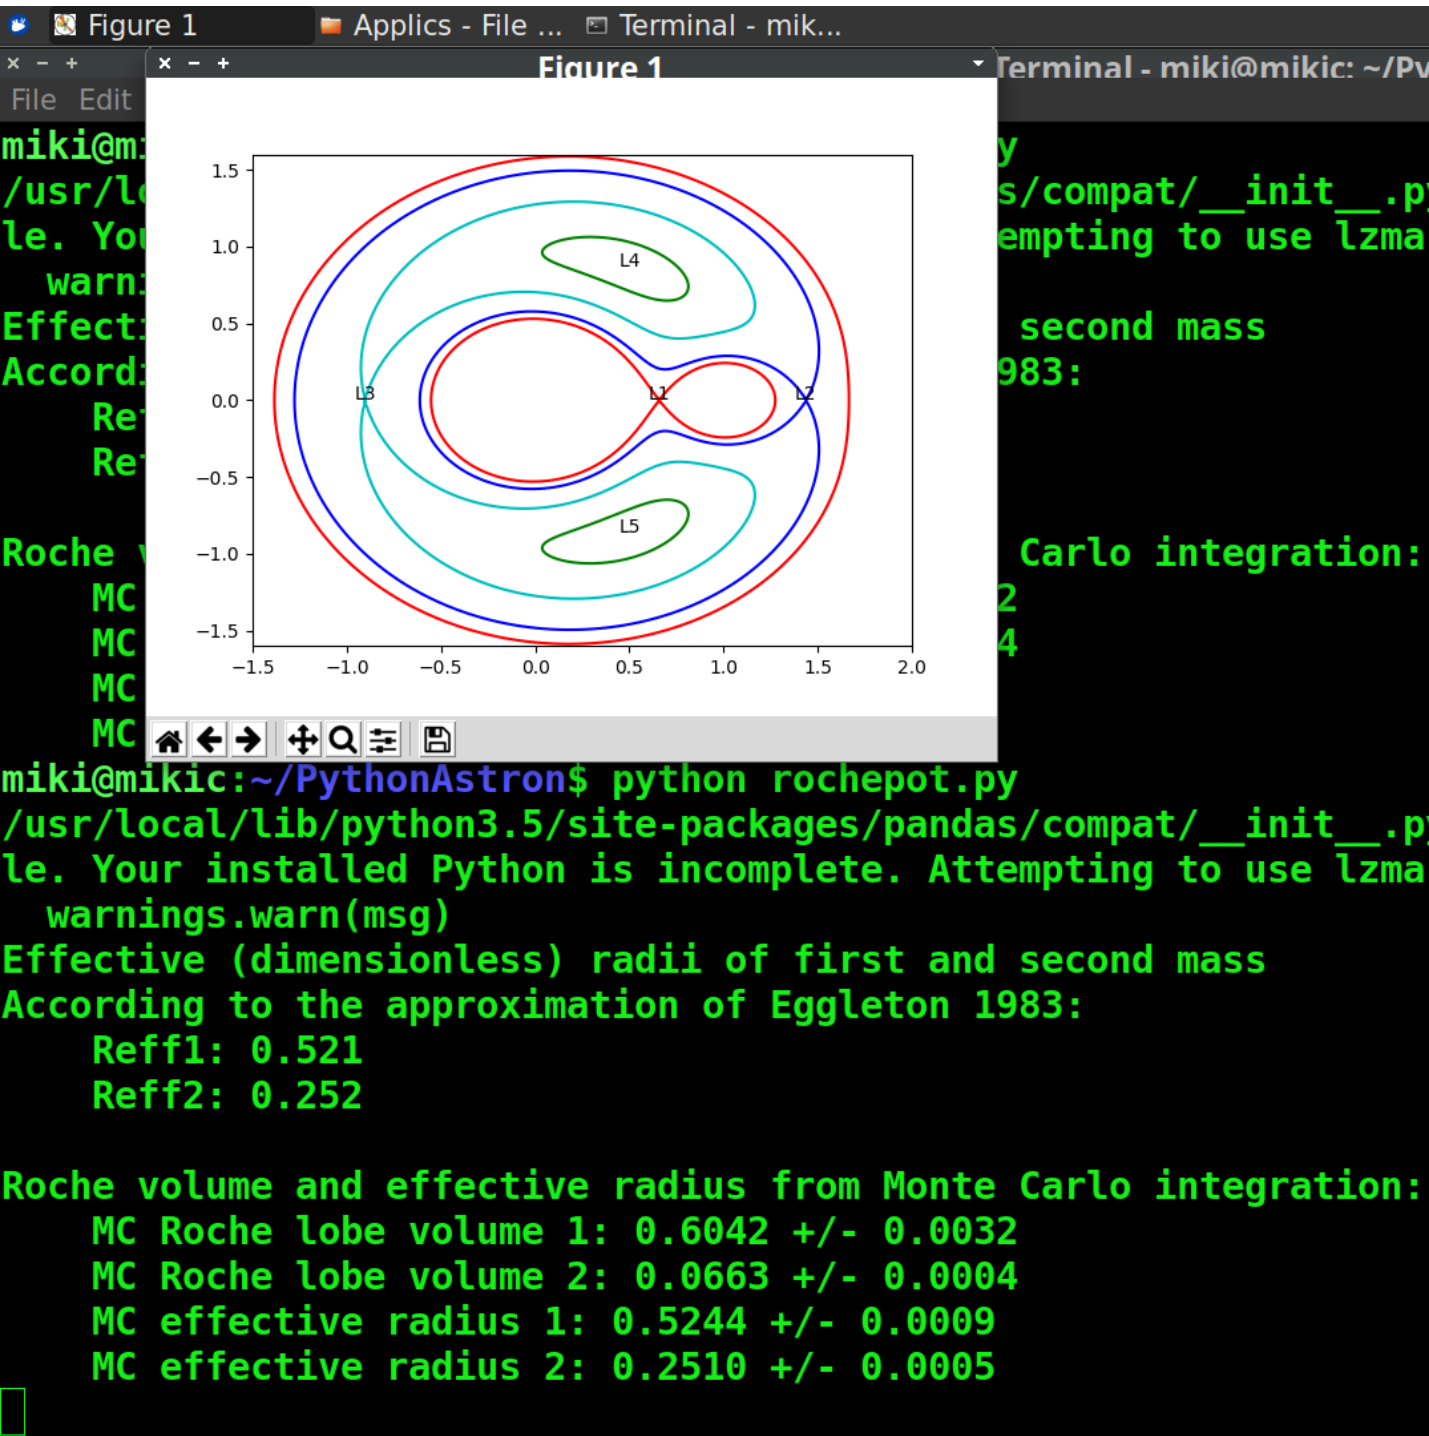 Figure 1 Applics - File ... Terminal - mik...
Figure 1 Terminal - miki@mikic: ~/Py
File Edit
miki@m y
/usr/l s/compat/__init__.p
le. You empting to use lzma
warn
Effect second mass
Accord 983:
Re
Re
Roche Carlo integration:
MC 2
MC 4
MC
MC
1.5
1.0
L4
0.5
L3 L1 L2
0.0
−0.5
L5
−1.0
−1.5
−1.5 −1.0 −0.5 0.0 0.5 1.0 1.5 2.0
miki@mikic:~/PythonAstron$ python rochepot.py
/usr/local/lib/python3.5/site-packages/pandas/compat/__init__.p
le. Your installed Python is incomplete. Attempting to use lzma
warnings.warn(msg)
Effective (dimensionless) radii of first and second mass
According to the approximation of Eggleton 1983:
Reff1: 0.521
Reff2: 0.252
Roche volume and effective radius from Monte Carlo integration:
MC Roche lobe volume 1: 0.6042 +/- 0.0032
MC Roche lobe volume 2: 0.0663 +/- 0.0004
MC effective radius 1: 0.5244 +/- 0.0009
MC effective radius 2: 0.2510 +/- 0.0005